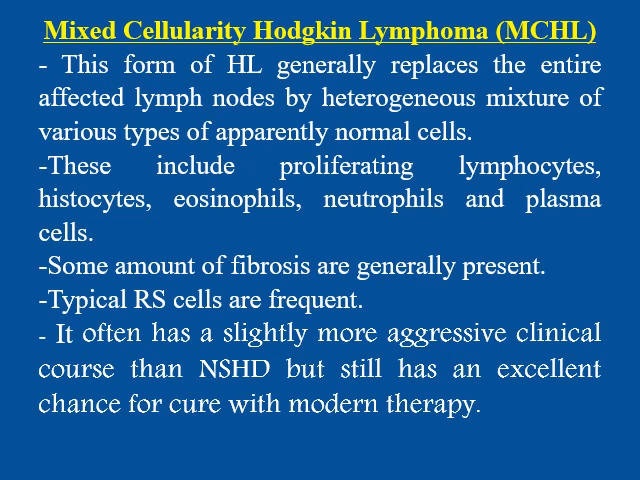 Mixed Cellularity Hodgkin Lymphoma (MCHL)
- This form of HL generally replaces the entire
affected lymph nodes by heterogeneous mixture of
various types of apparently normal cells.
-These include proliferating lymphocytes,
histocytes, eosinophils, neutrophils and plasma
cells.
-Some amount of fibrosis are generally present.
-Typical RS cells are frequent.
- It often has a slightly more aggressive clinical
course than NSHD but still has an excellent
chance for cure with modern therapy.